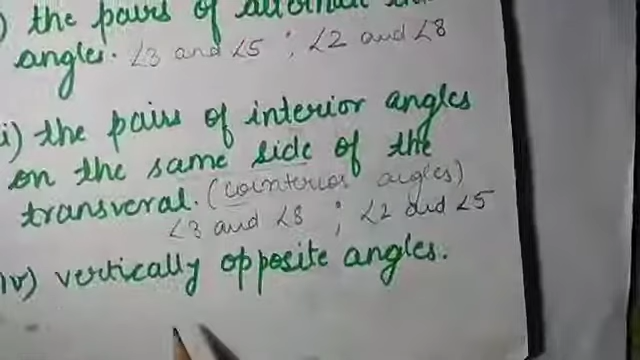 ) the pairs of
angles. ∠3 and ∠5 ; ∠2 and ∠8
i) the pairs of interior angles
on the same side of the
transveral. (cointerior angles)
∠3 and ∠8 ; ∠2 and ∠5
iv) vertically opposite angles.